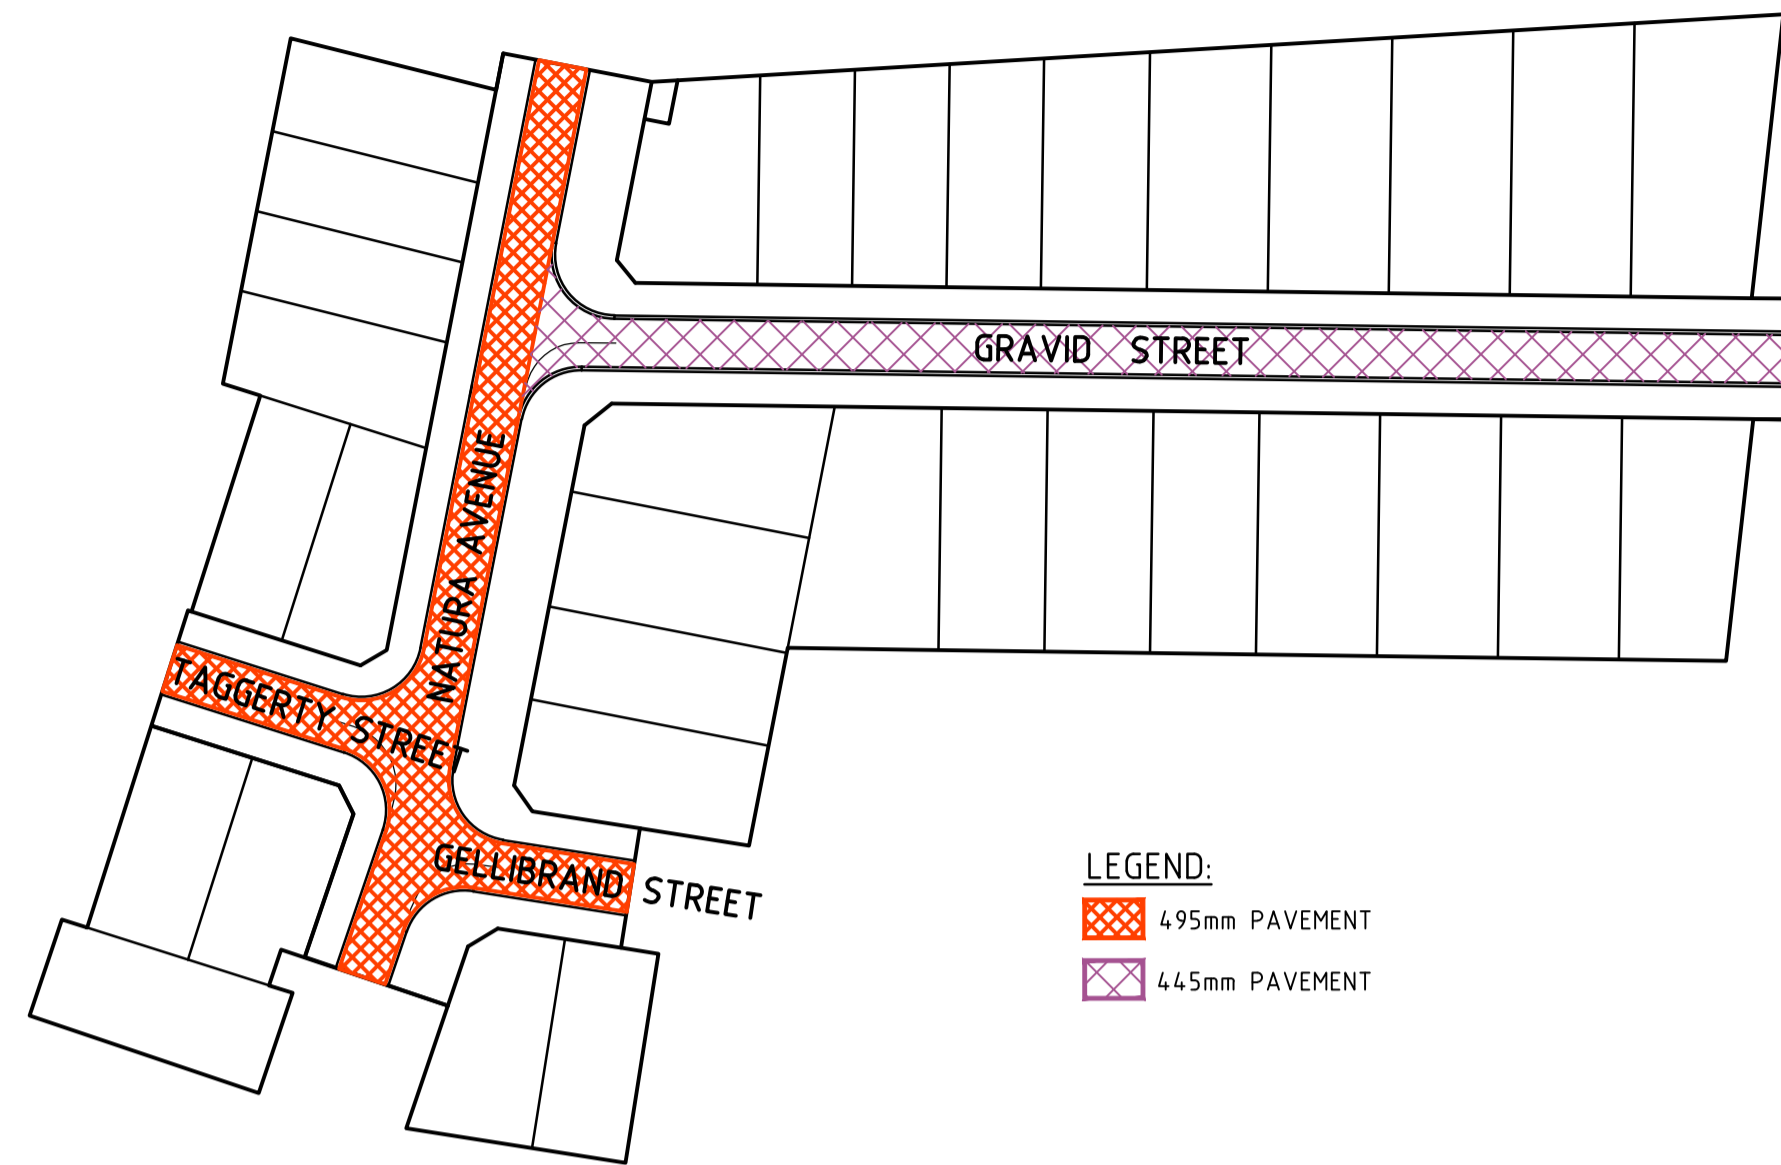 GRAVID STREET
NATURA AVENUE
TAGGERTY STREET
GELLIBRAND STREET
LEGEND:
495mm PAVEMENT
445mm PAVEMENT